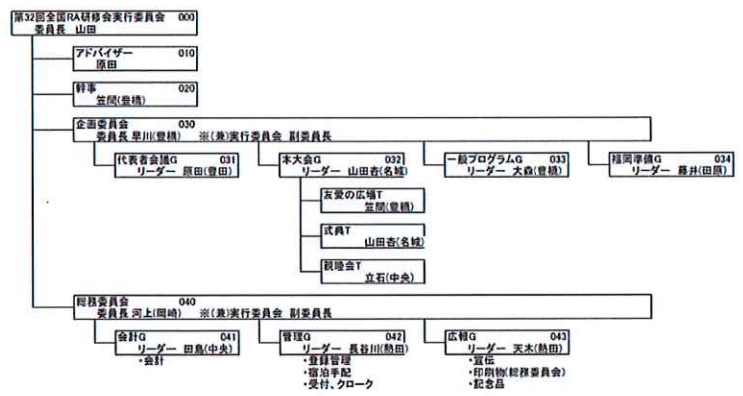 第32回全国RA研修会実行委員会 000
委員長 山田
アドバイザー 010
原田
幹事 020
笠間(豊橋)
企画委員会 030
委員長 早川(豊橋) ※(兼)実行委員会 副委員長
代表者会議G 031
リーダー 原田(豊田)
本大会G 032
リーダー 山田杏(名城)
一般プログラムG 033
リーダー 大森(豊橋)
福岡準備G 034
リーダー 藤井(田原)
友愛の広場T
笠間(豊橋)
式典T
山田杏(名城)
親睦会T
立石(中央)
総務委員会 040
委員長 河上(岡崎) ※(兼)実行委員会 副委員長
会計G 041
リーダー 田島(中央)
・会計
管理G 042
リーダー 長谷川(熱田)
・登録管理
・宿泊手配
・受付、クローク
広報G 043
リーダー 天木(熱田)
・宣伝
・印刷物(総務委員会)
・記念品